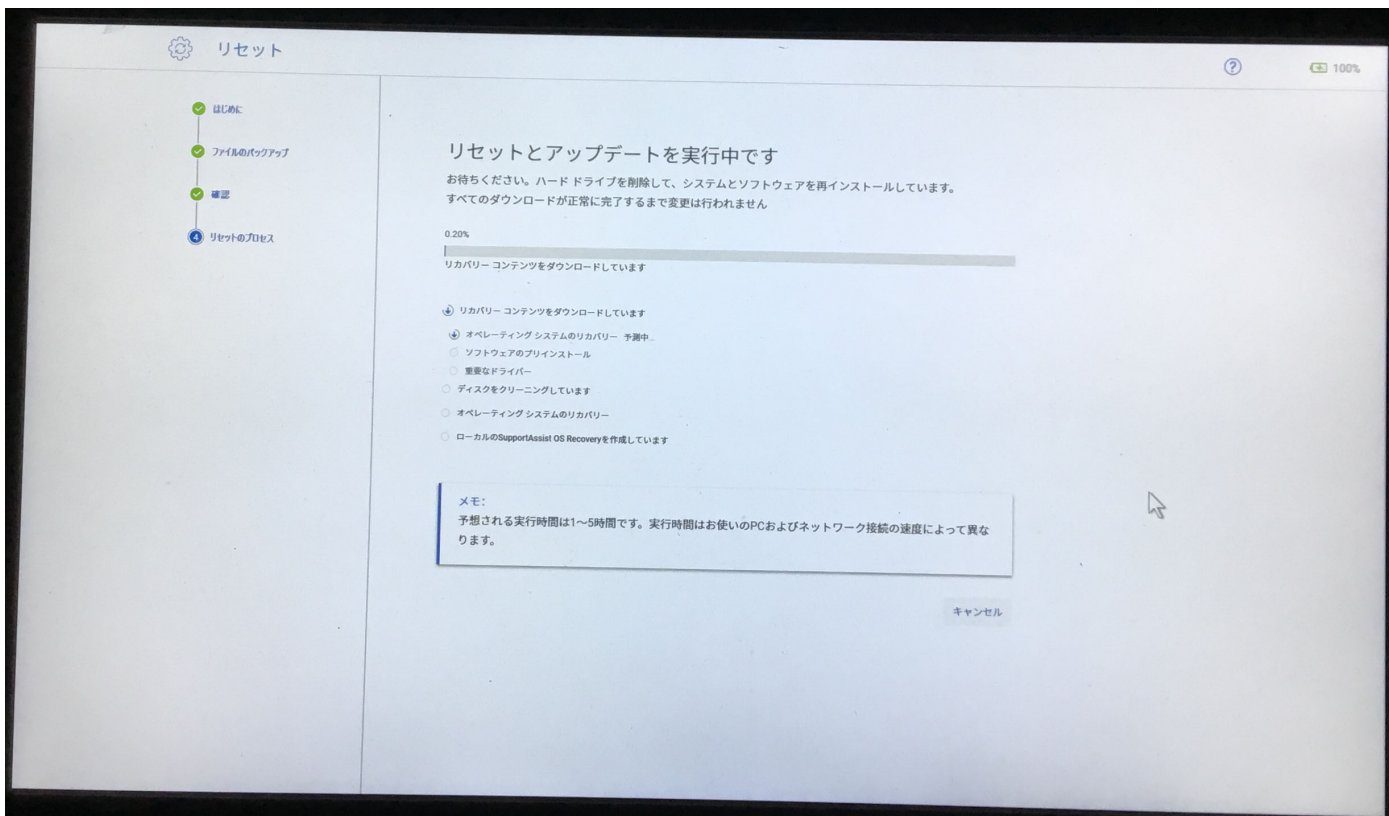 リセット
100%
はじめに
ファイルのバックアップ
確認
4 リセットのプロセス
リセットとアップデートを実行中です
お待ちください。ハード ドライブを削除して、システムとソフトウェアを再インストールしています。
すべてのダウンロードが正常に完了するまで変更は行われません
0.20%
リカバリー コンテンツをダウンロードしています
リカバリー コンテンツをダウンロードしています
オペレーティング システムのリカバリー 予測中...
ソフトウェアのプリインストール
重要なドライバー
ディスクをクリーニングしています
オペレーティング システムのリカバリー
ローカルのSupportAssist OS Recoveryを作成しています
メモ:
予想される実行時間は1～5時間です。実行時間はお使いのPCおよびネットワーク接続の速度によって異な
ります。
キャンセル